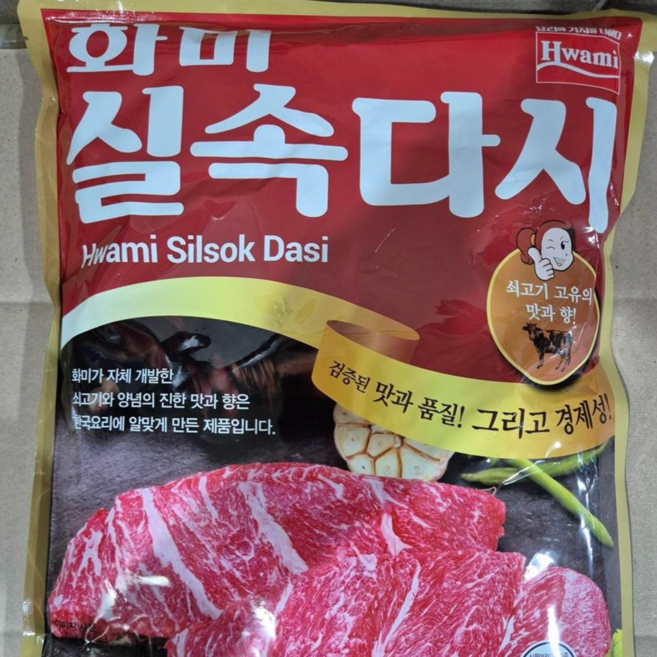 화미
Hwami
실속다시
Hwami Silsok Dasi
쇠고기 고유의
맛과 향!
검증된 맛과 품질! 그리고 경제성!
화미가 자체 개발한
쇠고기와 양념의 진한 맛과 향은
한국요리에 알맞게 만든 제품입니다.